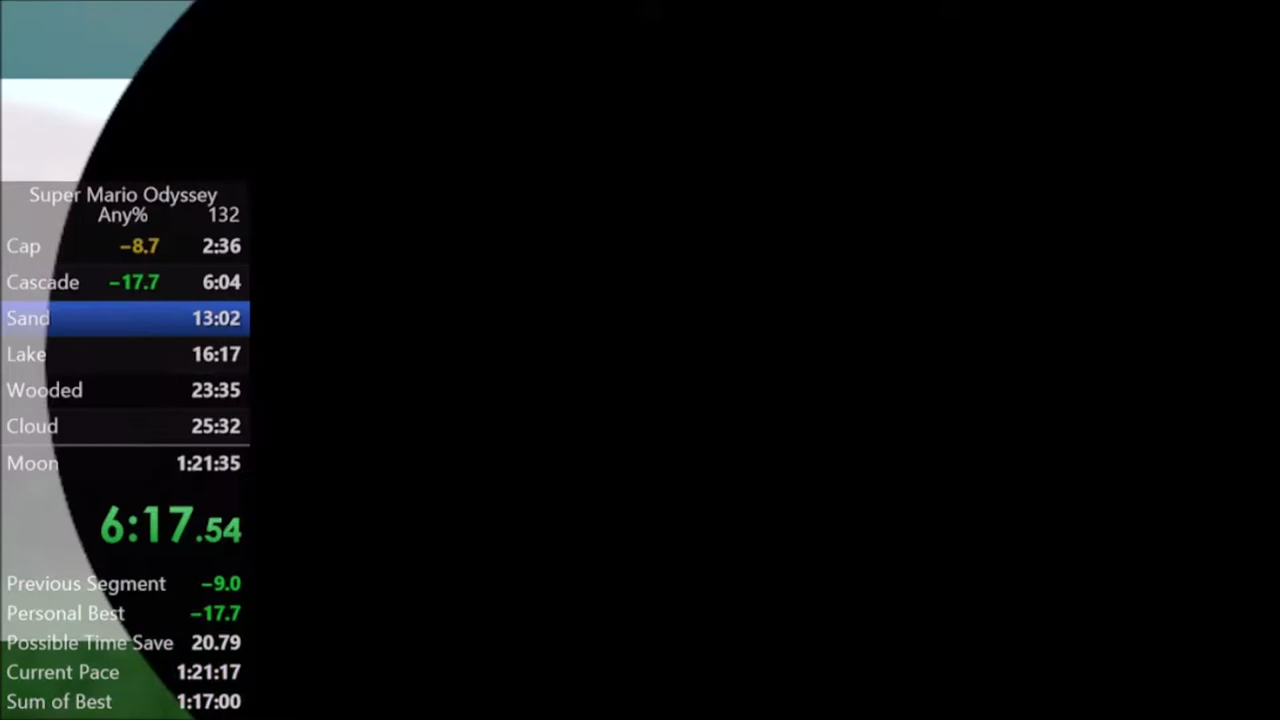 Super Mario Odyssey
Any% 132
Cap −8.7 2:36
Cascade −17.7 6:04
Sand 13:02
Lake 16:17
Wooded 23:35
Cloud 25:32
Moon 1:21:35
6:17.54
Previous Segment −9.0
Personal Best −17.7
Possible Time Save 20.79
Current Pace 1:21:17
Sum of Best 1:17:00